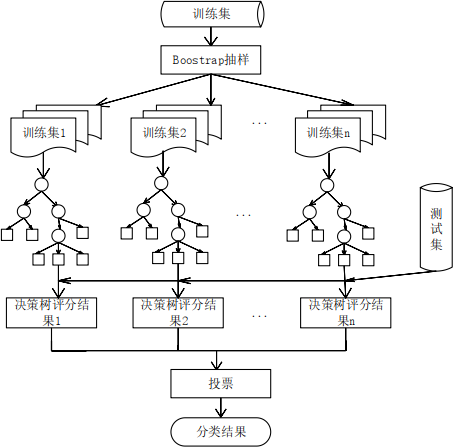 训练集
Boostrap抽样
训练集1
训练集2
...
训练集n
...
测
试
集
决策树评分结
果1
决策树评分结
果2
...
决策树评分结
果n
投票
分类结果